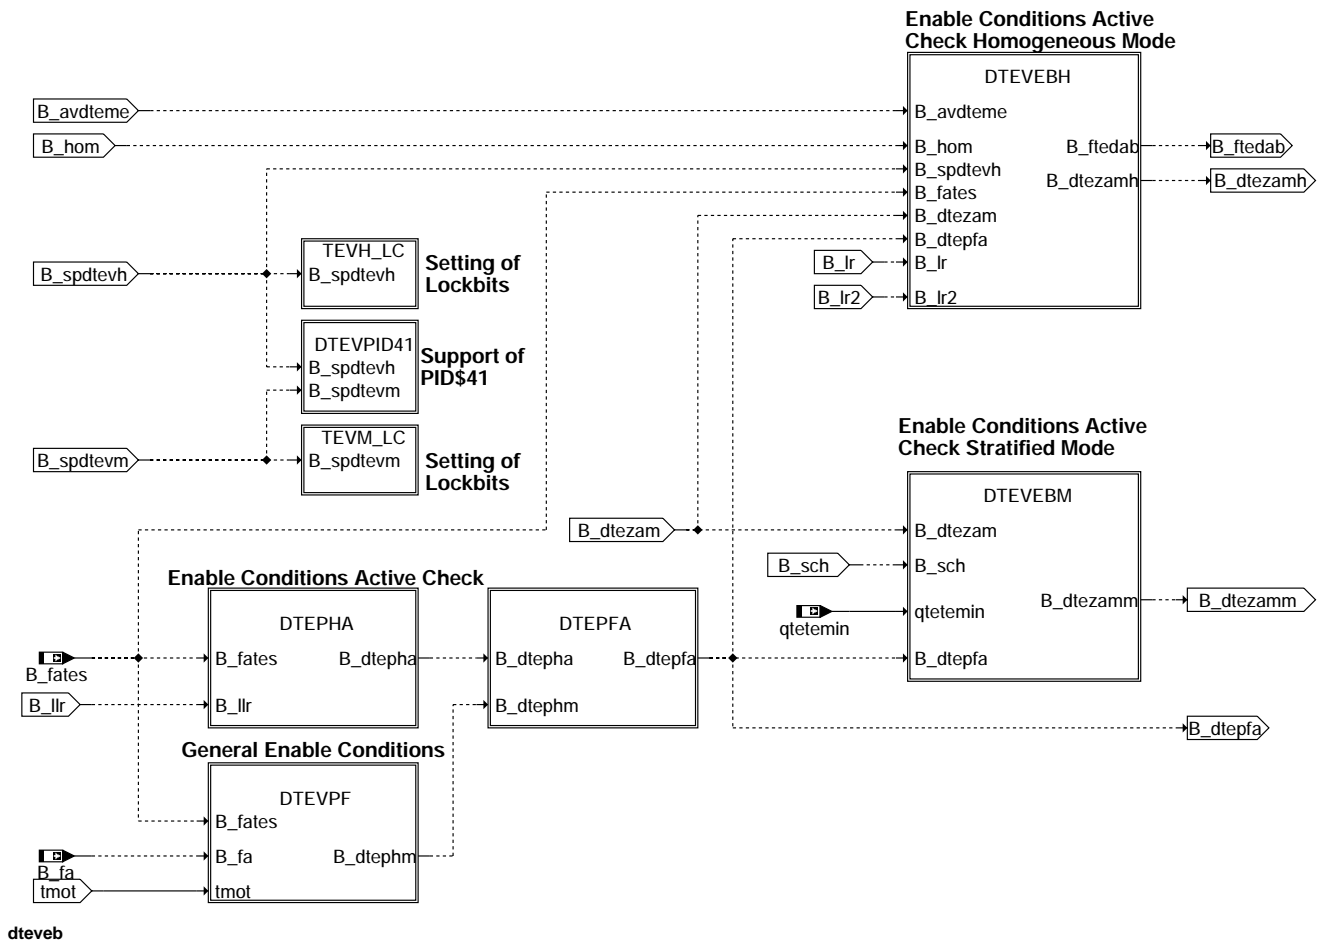 Enable Conditions Active
Check Homogeneous Mode
DTEVEBH
B_avdteme
B_avdteme
B_hom
B_hom
B_ftedab
B_ftedab
B_spdtevh
B_dtezamh
B_dtezamh
B_fates
B_dtezam
B_dtepfa
B_lr
B_lr
B_lr2
B_lr2
B_spdtevh
TEVH_LC
B_spdtevh
Setting of
Lockbits
DTEVPID41
B_spdtevh
B_spdtevm
Support of
PID$41
B_spdtevm
TEVM_LC
B_spdtevm
Setting of
Lockbits
Enable Conditions Active
Check Stratified Mode
DTEVEBM
B_dtezam
B_dtezam
B_sch
B_sch
qtetemin
qtetemin
B_dtezamm
B_dtezamm
B_dtepfa
Enable Conditions Active Check
DTEPHA
B_fates
B_fates
B_dtepha
B_llr
B_llr
DTEPFA
B_dtepha
B_dtepfa
B_dtephm
B_dtepfa
General Enable Conditions
DTEVPF
B_fates
B_fa
B_fa
B_dtephm
tmot
tmot
dteveb